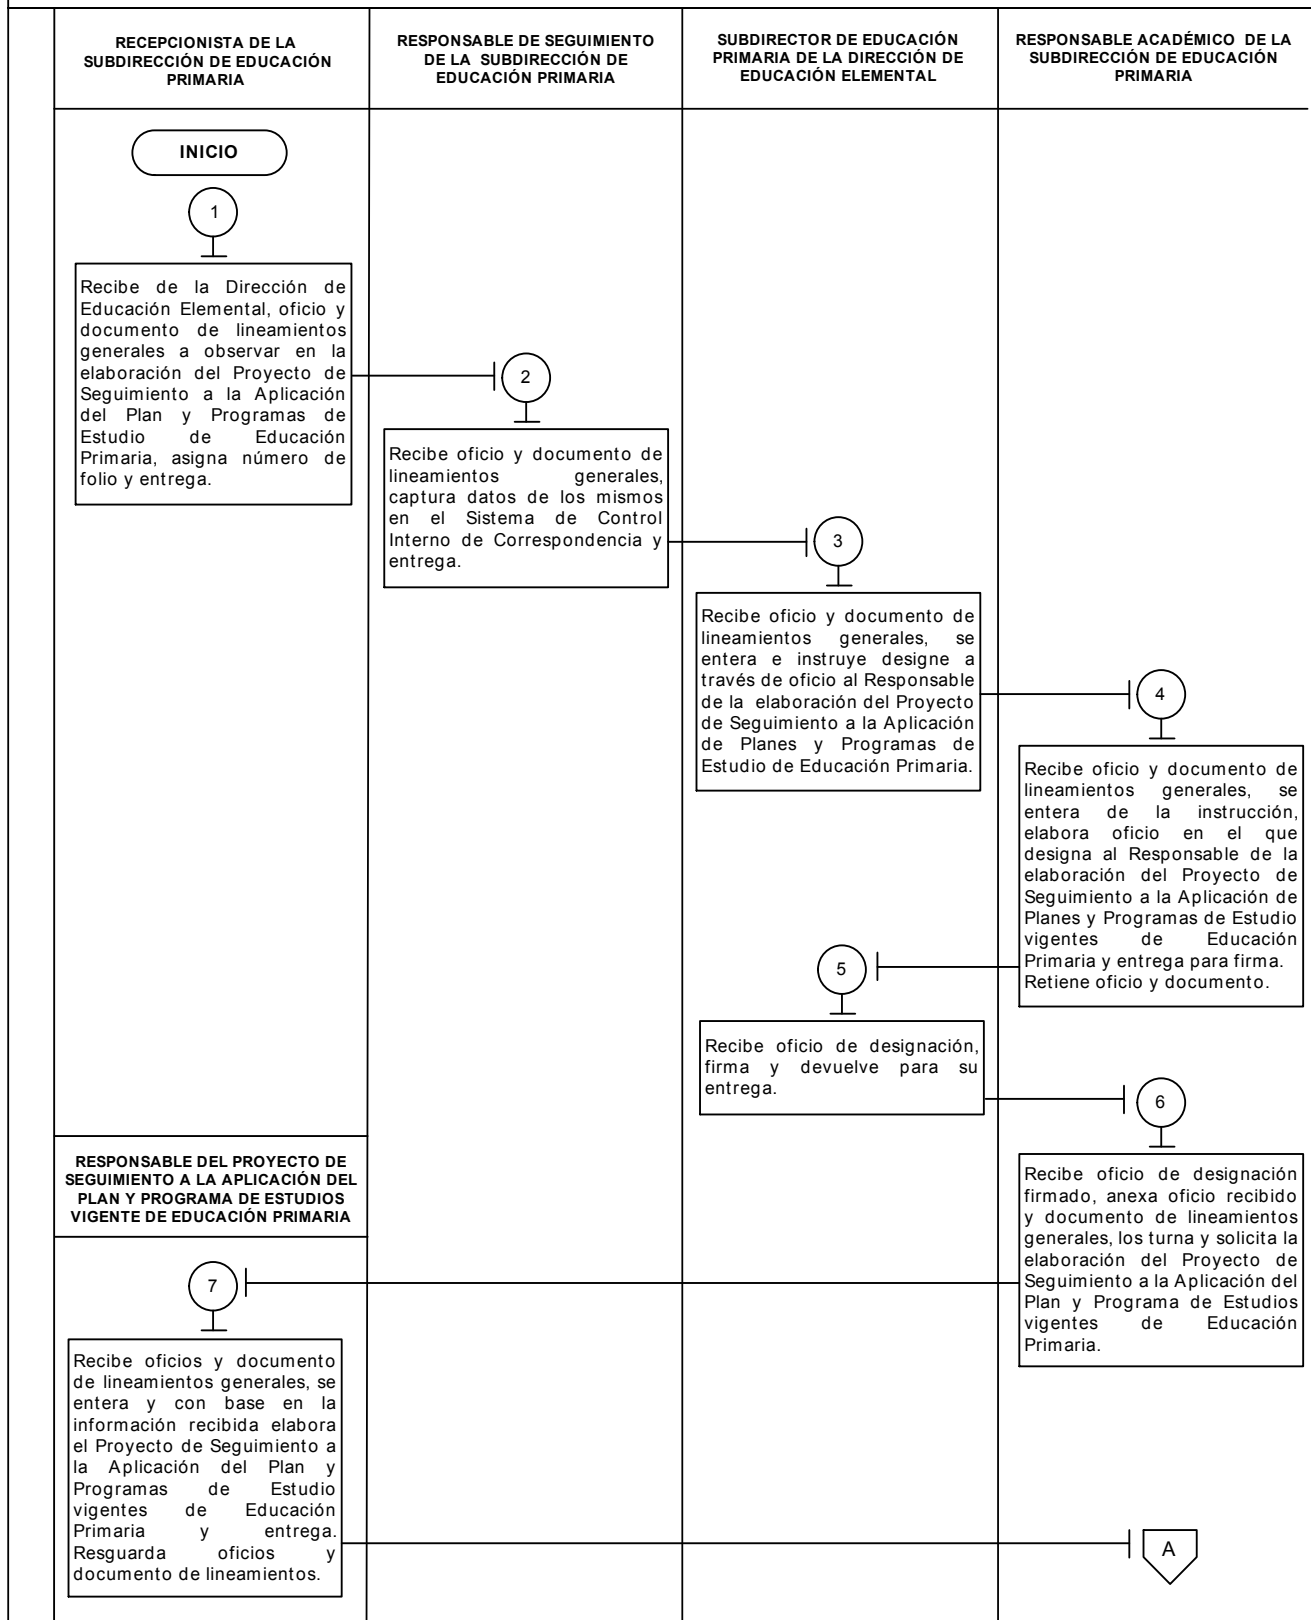 RECEPCIONISTA DE LA
SUBDIRECCIÓN DE EDUCACIÓN
PRIMARIA
RESPONSABLE DE SEGUIMIENTO
DE LA SUBDIRECCIÓN DE
EDUCACIÓN PRIMARIA
SUBDIRECTOR DE EDUCACIÓN
PRIMARIA DE LA DIRECCIÓN DE
EDUCACIÓN ELEMENTAL
RESPONSABLE ACADÉMICO DE LA
SUBDIRECCIÓN DE EDUCACIÓN
PRIMARIA
INICIO
1
Recibe de la Dirección de
Educación Elemental, oficio y
documento de lineamientos
generales a observar en la
elaboración del Proyecto de
Seguimiento a la Aplicación
del Plan y Programas de
Estudio de Educación
Primaria, asigna número de
folio y entrega.
2
Recibe oficio y documento de
lineamientos generales,
captura datos de los mismos
en el Sistema de Control
Interno de Correspondencia y
entrega.
3
Recibe oficio y documento de
lineamientos generales, se
entera e instruye designe a
través de oficio al Responsable
de la elaboración del Proyecto
de Seguimiento a la Aplicación
de Planes y Programas de
Estudio de Educación Primaria.
4
Recibe oficio y documento de
lineamientos generales, se
entera de la instrucción,
elabora oficio en el que
designa al Responsable de la
elaboración del Proyecto de
Seguimiento a la Aplicación de
Planes y Programas de Estudio
vigentes de Educación
Primaria y entrega para firma.
Retiene oficio y documento.
5
Recibe oficio de designación,
firma y devuelve para su
entrega.
6
Recibe oficio de designación
firmado, anexa oficio recibido
y documento de lineamientos
generales, los turna y solicita la
elaboración del Proyecto de
Seguimiento a la Aplicación del
Plan y Programa de Estudios
vigentes de Educación
Primaria.
RESPONSABLE DEL PROYECTO DE
SEGUIMIENTO A LA APLICACIÓN DEL
PLAN Y PROGRAMA DE ESTUDIOS
VIGENTE DE EDUCACIÓN PRIMARIA
7
Recibe oficios y documento
de lineamientos generales, se
entera y con base en la
información recibida elabora
el Proyecto de Seguimiento a
la Aplicación del Plan y
Programas de Estudio
vigentes de Educación
Primaria y entrega.
Resguarda oficios y
documento de lineamientos.
A